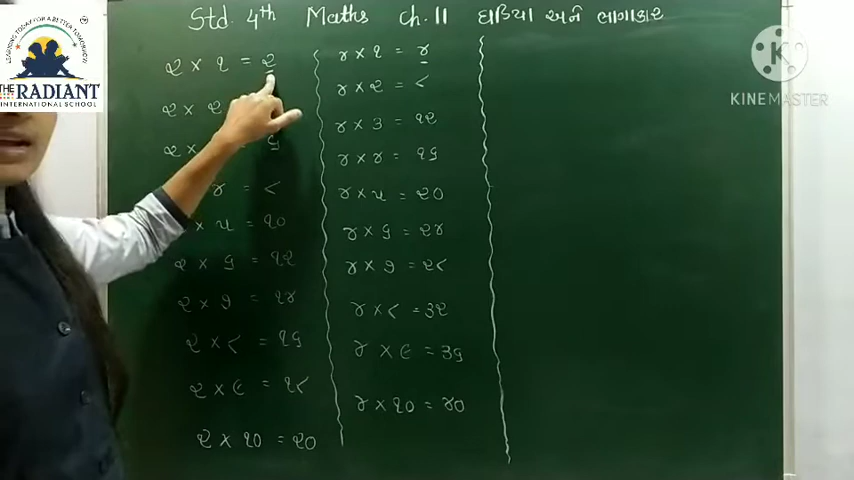 Std. 4th Maths Ch. 11 ઘડિયા અને ભાગાકાર
THE RADIANT
INTERNATIONAL SCHOOL
KINEMASTER
૨ × ૧ = ૨
૨ × ૨
૨ × ૬
૪ = ૮
× ૫ = ૧૦
૨ × ૬ = ૧૨
૨ × ૭ = ૧૪
૨ × ૮ = ૧૬
૨ × ૯ = ૧૮
૨ × ૧૦ = ૨૦
૪ × ૧ = ૪
૪ × ૨ = ૮
૪ × ૩ = ૧૨
૪ × ૪ = ૧૬
૪ × ૫ = ૨૦
૪ × ૬ = ૨૪
૪ × ૭ = ૨૮
૪ × ૮ = ૩૨
૪ × ૯ = ૩૬
૪ × ૧૦ = ૪૦